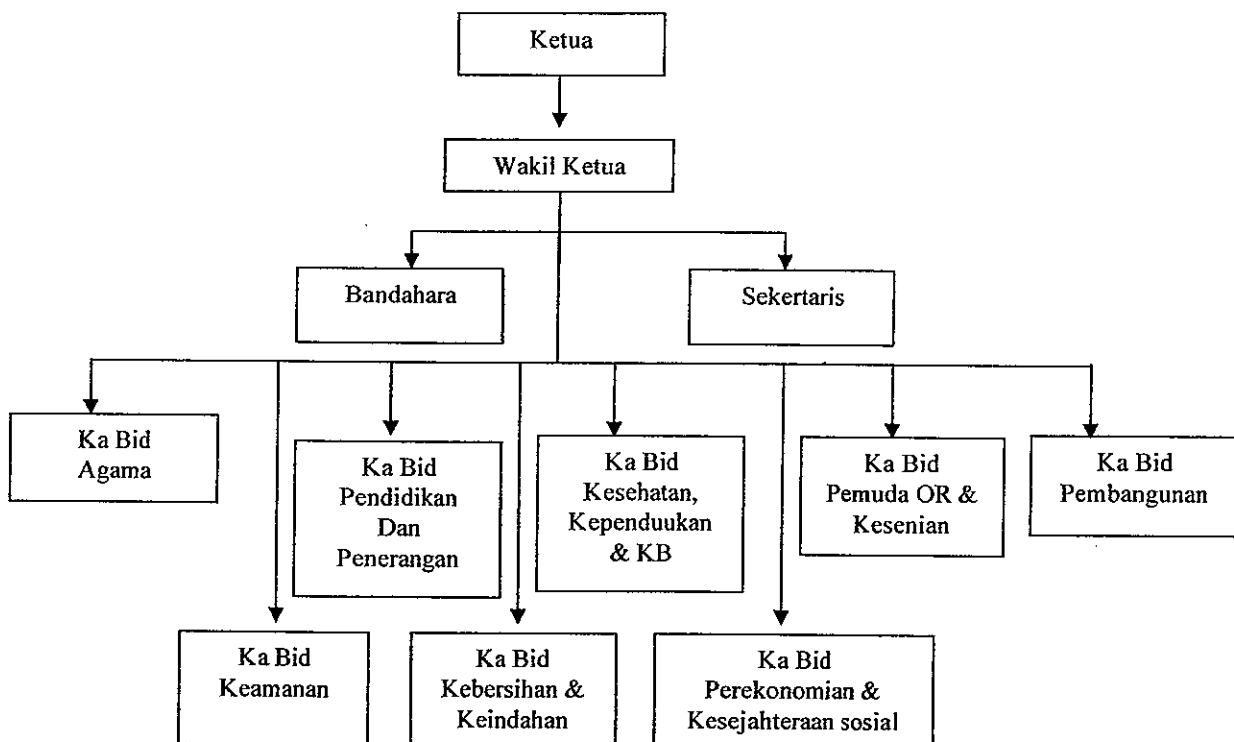 Ketua
Wakil Ketua
Bandahara
Sekertaris
Ka Bid
Agama
Ka Bid
Pendidikan
Dan
Penerangan
Ka Bid
Kesehatan,
Kependuukan
& KB
Ka Bid
Pemuda OR &
Kesenian
Ka Bid
Pembangunan
Ka Bid
Keamanan
Ka Bid
Kebersihan &
Keindahan
Ka Bid
Perekonomian &
Kesejahteraan sosial